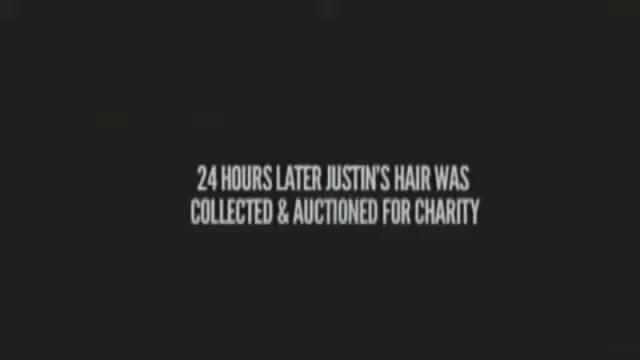 24 HOURS LATER JUSTIN'S HAIR WAS
COLLECTED & AUCTIONED FOR CHARITY